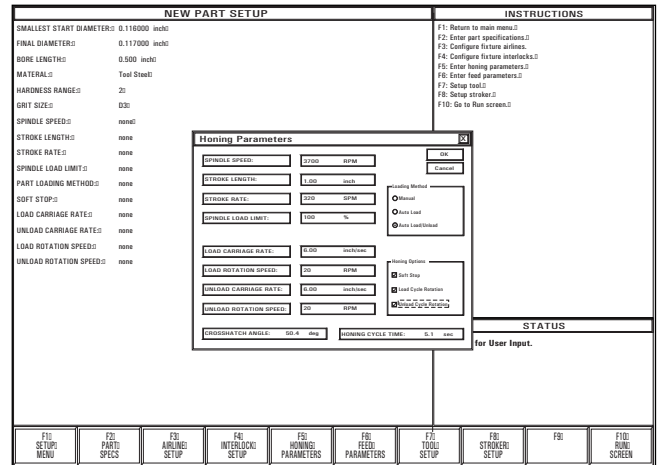 NEW PART SETUP
SMALLEST START DIAMETER: 0.116000 inch
FINAL DIAMETER: 0.117000 inch
BORE LENGTH: 0.500 inch
MATERAL: Tool Steel
HARDNESS RANGE: 2
GRIT SIZE: D3
SPINDLE SPEED: none
STROKE LENGTH: none
STROKE RATE: none
SPINDLE LOAD LIMIT: none
PART LOADING METHOD: none
SOFT STOP: none
LOAD CARRIAGE RATE: none
UNLOAD CARRIAGE RATE: none
LOAD ROTATION SPEED: none
UNLOAD ROTATION SPEED: none
INSTRUCTIONS
F1: Return to main menu.
F2: Enter part specifications.
F3: Configure fixture airlines.
F4: Configure fixture interlocks.
F5: Enter honing parameters.
F6: Enter feed parameters.
F7: Setup tool.
F8: Setup stroker.
F10: Go to Run screen.
Honing Parameters X
SPINDLE SPEED: 3700 RPM
STROKE LENGTH: 1.00 inch
STROKE RATE: 320 SPM
SPINDLE LOAD LIMIT: 100 %
LOAD CARRIAGE RATE: 6.00 inch/sec
LOAD ROTATION SPEED: 20 RPM
UNLOAD CARRIAGE RATE: 6.00 inch/sec
UNLOAD ROTATION SPEED: 20 RPM
CROSSHATCH ANGLE: 50.4 deg
HONING CYCLE TIME: 5.1 sec
OK
Cancel
Loading Method
Manual
Auto Load
Auto Load/Unload
Honing Options
Soft Stop
Load Cycle Rotation
Unload Cycle Rotation
STATUS
for User Input.
F1 SETUP MENU
F2 PART SPECS
F3 AIRLINE SETUP
F4 INTERLOCK SETUP
F5 HONING PARAMETERS
F6 FEED PARAMETERS
F7 TOOL SETUP
F8 STROKER SETUP
F9
F10 RUN SCREEN